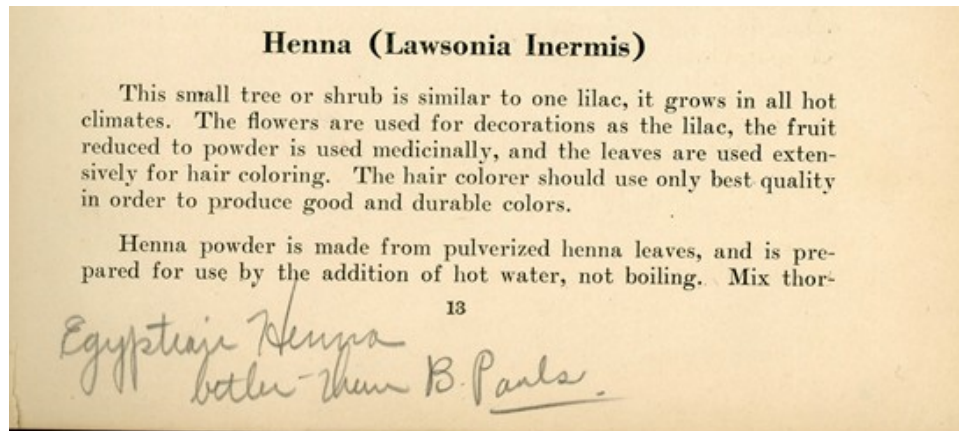 Henna (Lawsonia Inermis)
This small tree or shrub is similar to one lilac, it grows in all hot
climates. The flowers are used for decorations as the lilac, the fruit
reduced to powder is used medicinally, and the leaves are used exten-
sively for hair coloring. The hair colorer should use only best quality
in order to produce good and durable colors.
Henna powder is made from pulverized henna leaves, and is pre-
pared for use by the addition of hot water, not boiling. Mix thor-
13
Egyptian Henna
better than B. Pauls.